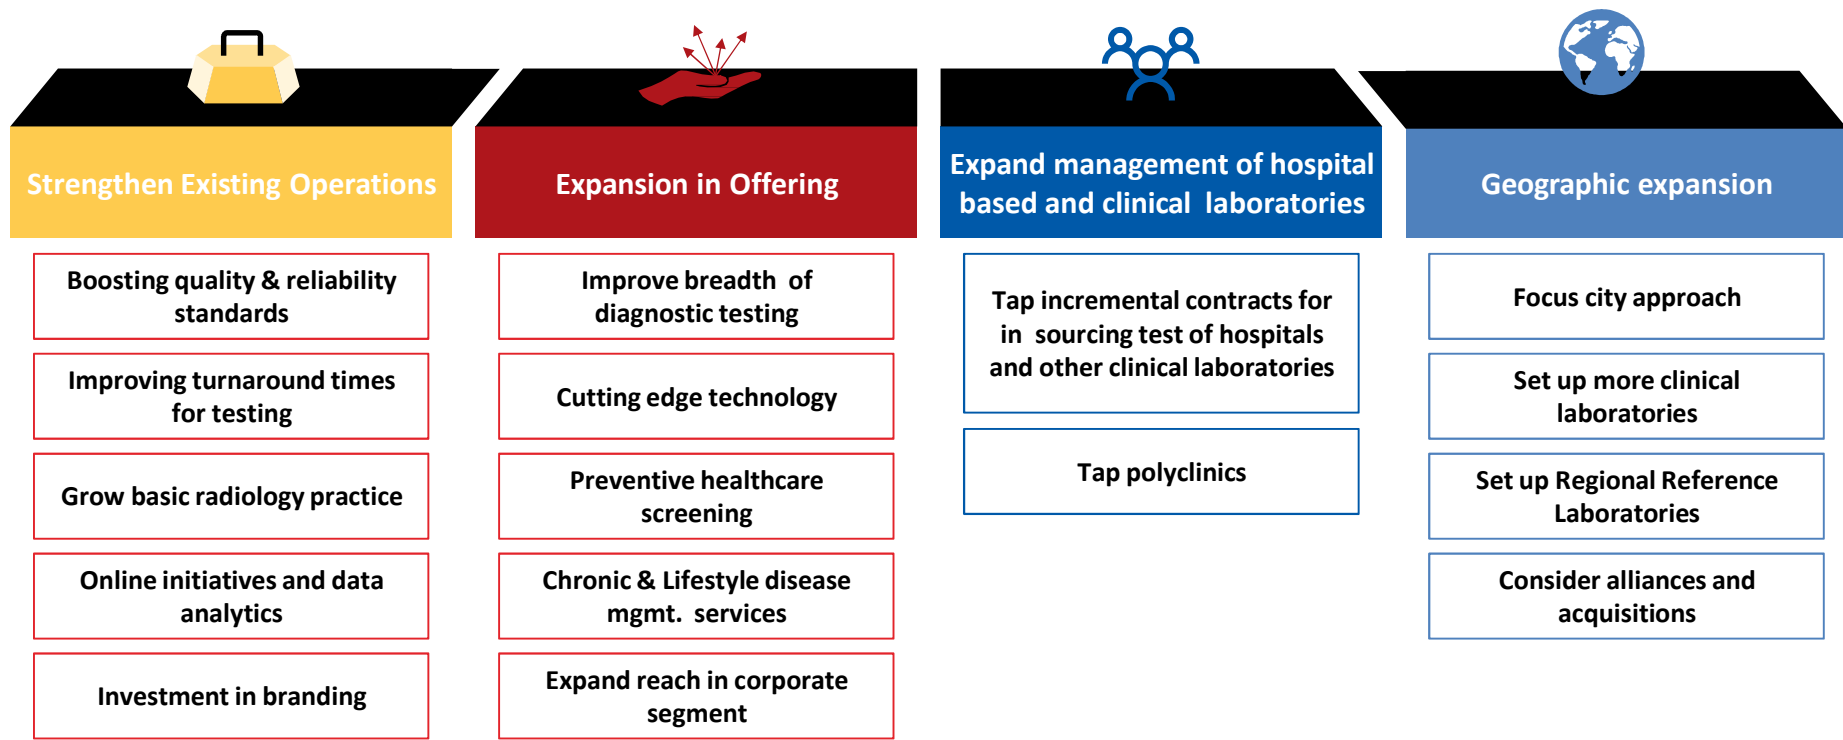 Strengthen Existing Operations
Boosting quality & reliability
standards
Improving turnaround times
for testing
Grow basic radiology practice
Online initiatives and data
analytics
Investment in branding
Expansion in Offering
Improve breadth of
diagnostic testing
Cutting edge technology
Preventive healthcare
screening
Chronic & Lifestyle disease
mgmt. services
Expand reach in corporate
segment
Expand management of hospital
based and clinical laboratories
Tap incremental contracts for
in sourcing test of hospitals
and other clinical laboratories
Tap polyclinics
Geographic expansion
Focus city approach
Set up more clinical
laboratories
Set up Regional Reference
Laboratories
Consider alliances and
acquisitions